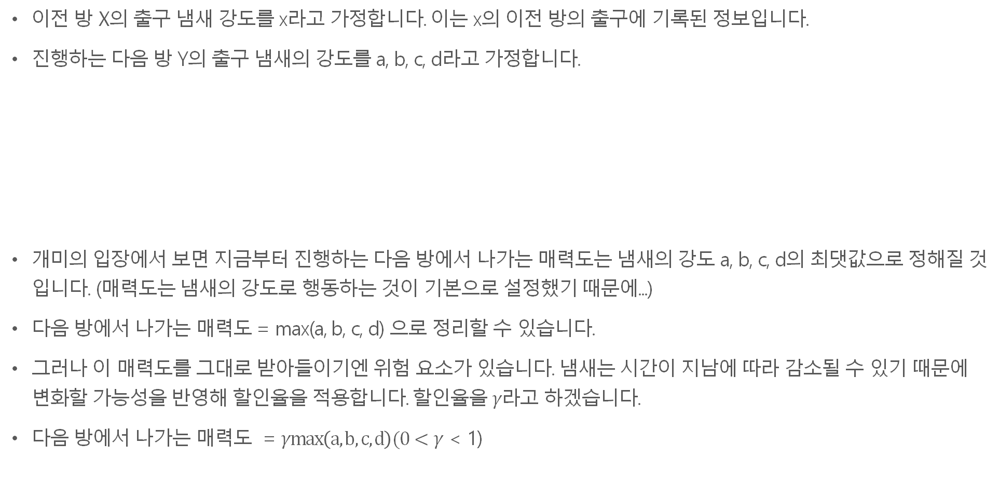 • 이전 방 X의 출구 냄새 강도를 x라고 가정합니다. 이는 x의 이전 방의 출구에 기록된 정보입니다.
• 진행하는 다음 방 Y의 출구 냄새의 강도를 a, b, c, d라고 가정합니다.
• 개미의 입장에서 보면 지금부터 진행하는 다음 방에서 나가는 매력도는 냄새의 강도 a, b, c, d의 최댓값으로 정해질 것
입니다. (매력도는 냄새의 강도로 행동하는 것이 기본으로 설정했기 때문에...)
• 다음 방에서 나가는 매력도 = max(a, b, c, d) 으로 정리할 수 있습니다.
• 그러나 이 매력도를 그대로 받아들이기엔 위험 요소가 있습니다. 냄새는 시간이 지남에 따라 감소될 수 있기 때문에
변화할 가능성을 반영해 할인율을 적용합니다. 할인율을 γ라고 하겠습니다.
• 다음 방에서 나가는 매력도 = γmax(a, b, c, d) (0 < γ < 1)